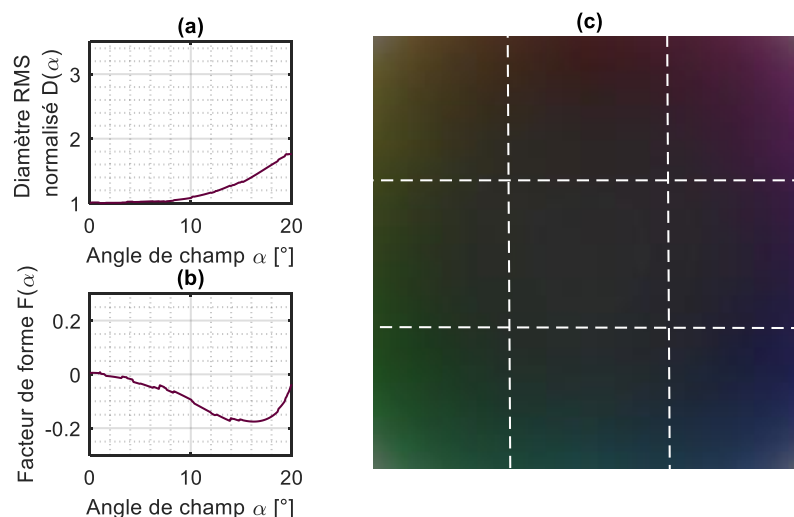 (a)
Diamètre RMS
normalisé D(α)
3
2
1
0
10
20
Angle de champ α [°]
(b)
Facteur de forme F(α)
0.2
0
-0.2
0
10
20
Angle de champ α [°]
(c)